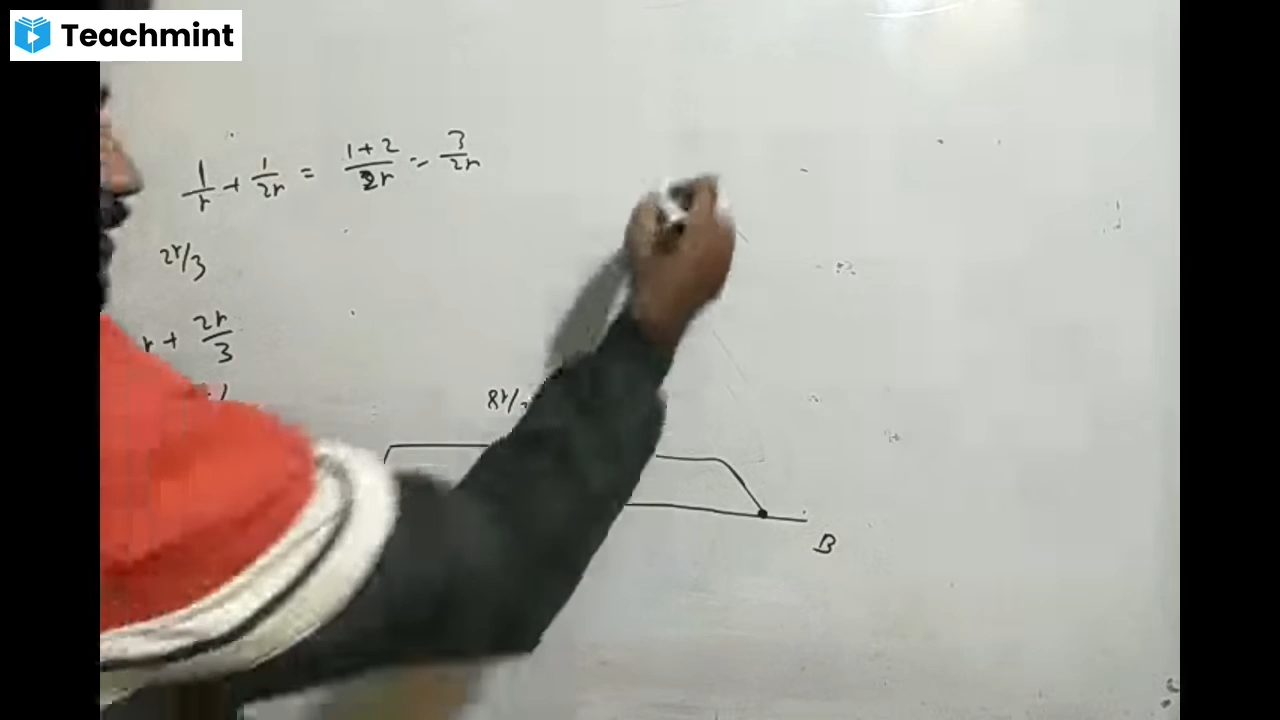 Teachmint
1/r + 1/2r = 1+2/2r = 3/2r
2r/3
r + 2r/3
8r/
B